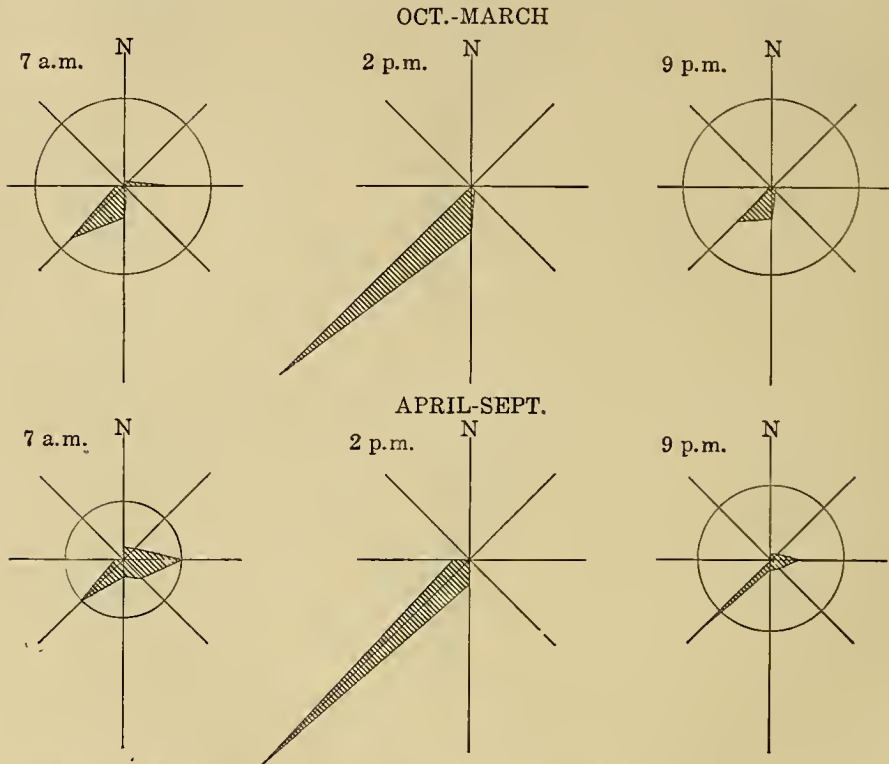 OCT.-MARCH
7 a.m.
N
2 p.m.
N
9 p.m.
N
APRIL-SEPT.
7 a.m.
N
2 p.m.
N
9 p.m.
N